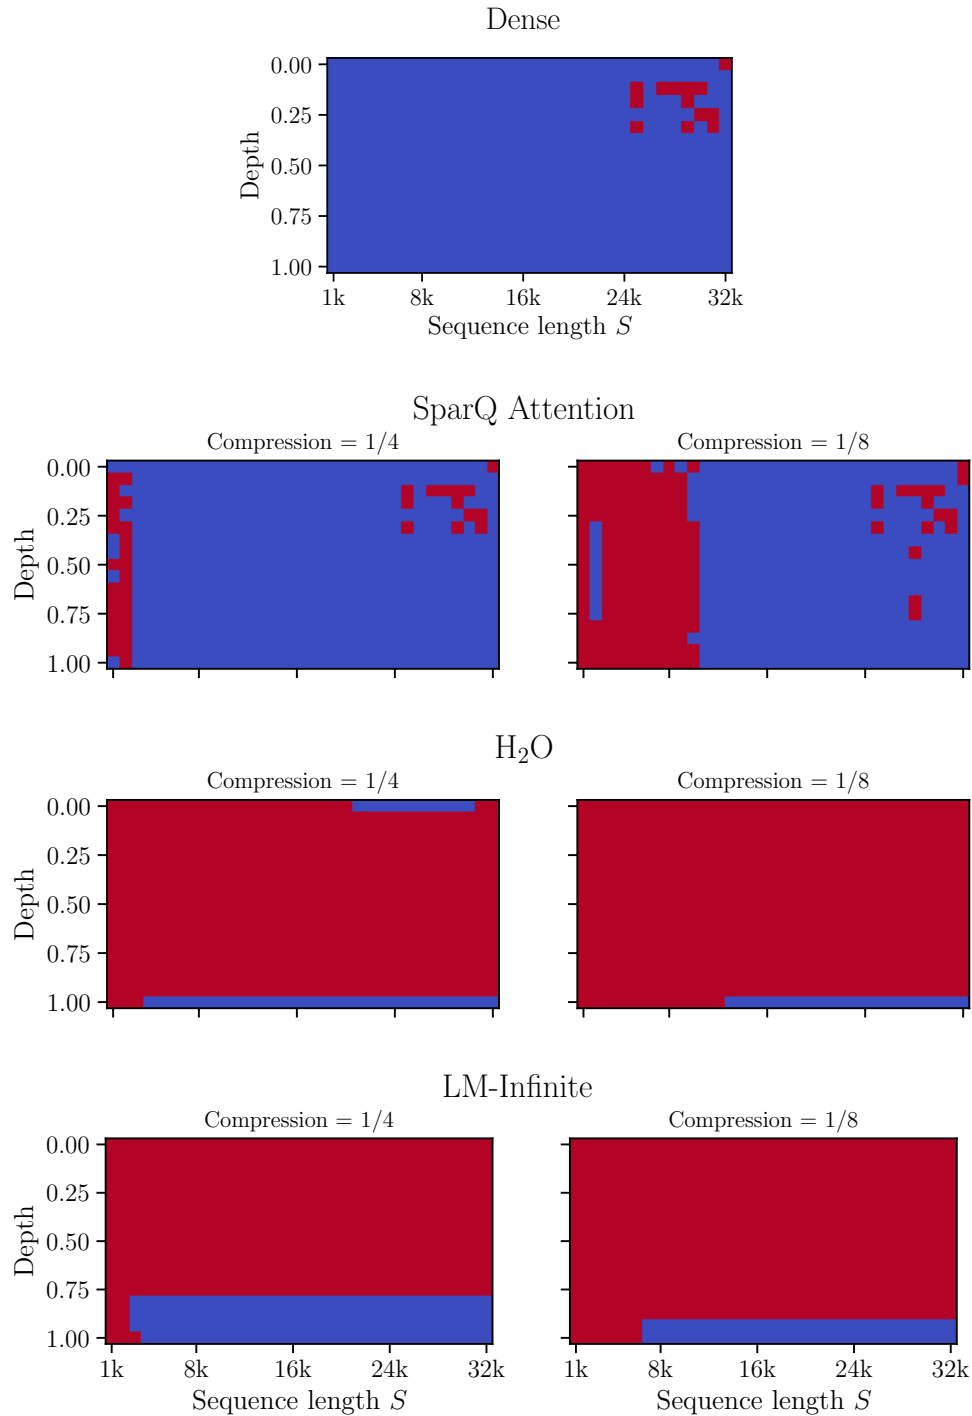 Dense
0.00
0.25
0.50
0.75
1.00
Depth
1k 8k 16k 24k 32k
Sequence length S
SparQ Attention
Compression = 1/4 Compression = 1/8
0.00
0.25
0.50
0.75
1.00
Depth
H₂O
Compression = 1/4 Compression = 1/8
0.00
0.25
0.50
0.75
1.00
Depth
LM-Infinite
Compression = 1/4 Compression = 1/8
0.00
0.25
0.50
0.75
1.00
Depth
1k 8k 16k 24k 32k 1k 8k 16k 24k 32k
Sequence length S Sequence length S